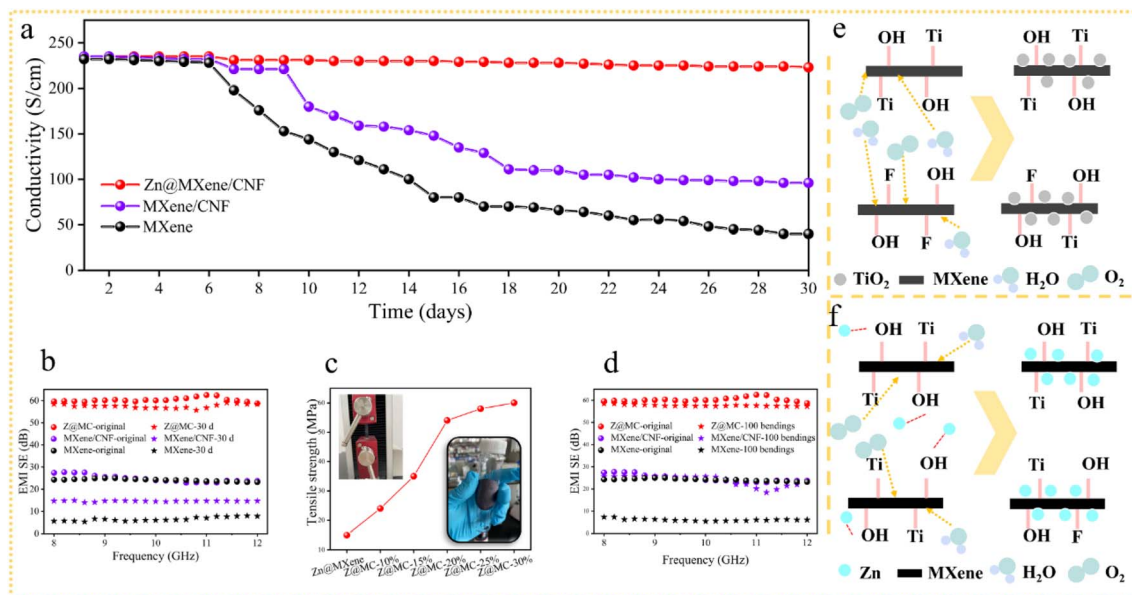 a
Conductivity (S/cm)
250
200
150
100
50
0
Zn@MXene/CNF
MXene/CNF
MXene
2 4 6 8 10 12 14 16 18 20 22 24 26 28 30
Time (days)
b
EMI SE (dB)
60
50
40
30
20
10
0
Z@MC-original Z@MC-30 d
MXene/CNF-original MXene/CNF-30 d
MXene-original MXene-30 d
8 9 10 11 12
Frequency (GHz)
c
Tensile strength (MPa)
60
50
40
30
20
10
Zn@MXene Z@MC-10% Z@MC-15% Z@MC-20% Z@MC-25% Z@MC-30%
d
EMI SE (dB)
60
50
40
30
20
10
0
Z@MC-original Z@MC-100 bendings
MXene/CNF-original MXene/CNF-100 bendings
MXene-original MXene-100 bendings
8 9 10 11 12
Frequency (GHz)
e
OH Ti OH Ti
Ti OH Ti OH
F OH F OH
OH F OH Ti
TiO2 MXene H2O O2
f
OH Ti OH Ti
Ti OH Ti OH
Ti OH OH
OH Ti OH F
Zn MXene H2O O2